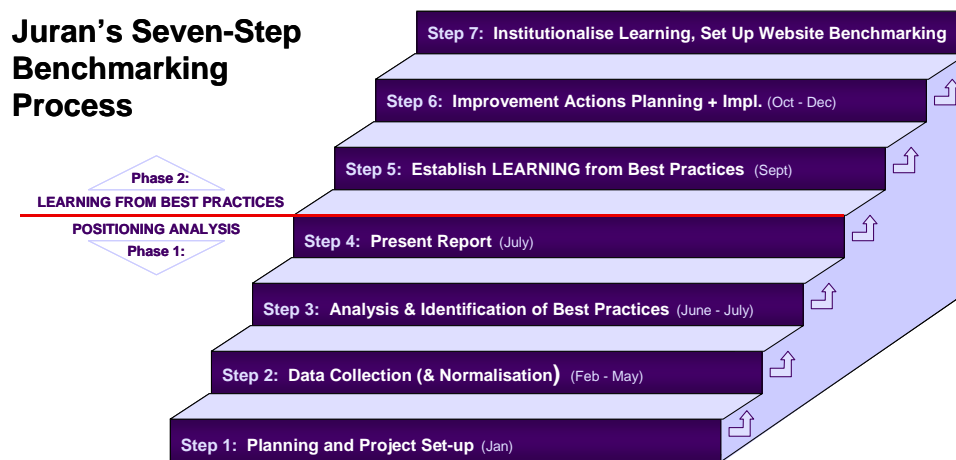 Juran's Seven-Step
Benchmarking
Process
Step 7: Institutionalise Learning, Set Up Website Benchmarking
Step 6: Improvement Actions Planning + Impl. (Oct - Dec)
Step 5: Establish LEARNING from Best Practices (Sept)
Phase 2:
LEARNING FROM BEST PRACTICES
POSITIONING ANALYSIS
Phase 1:
Step 4: Present Report (July)
Step 3: Analysis & Identification of Best Practices (June - July)
Step 2: Data Collection (& Normalisation) (Feb - May)
Step 1: Planning and Project Set-up (Jan)